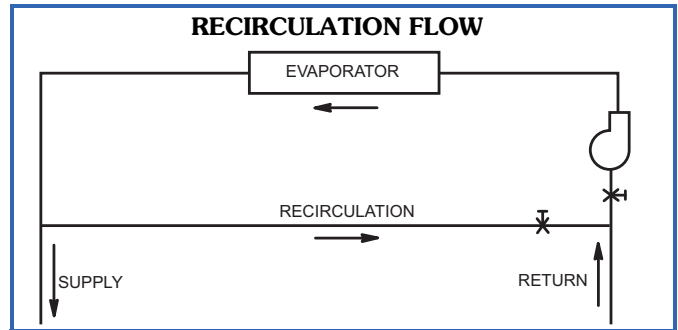 RECIRCULATION FLOW
EVAPORATOR
RECIRCULATION
SUPPLY
RETURN